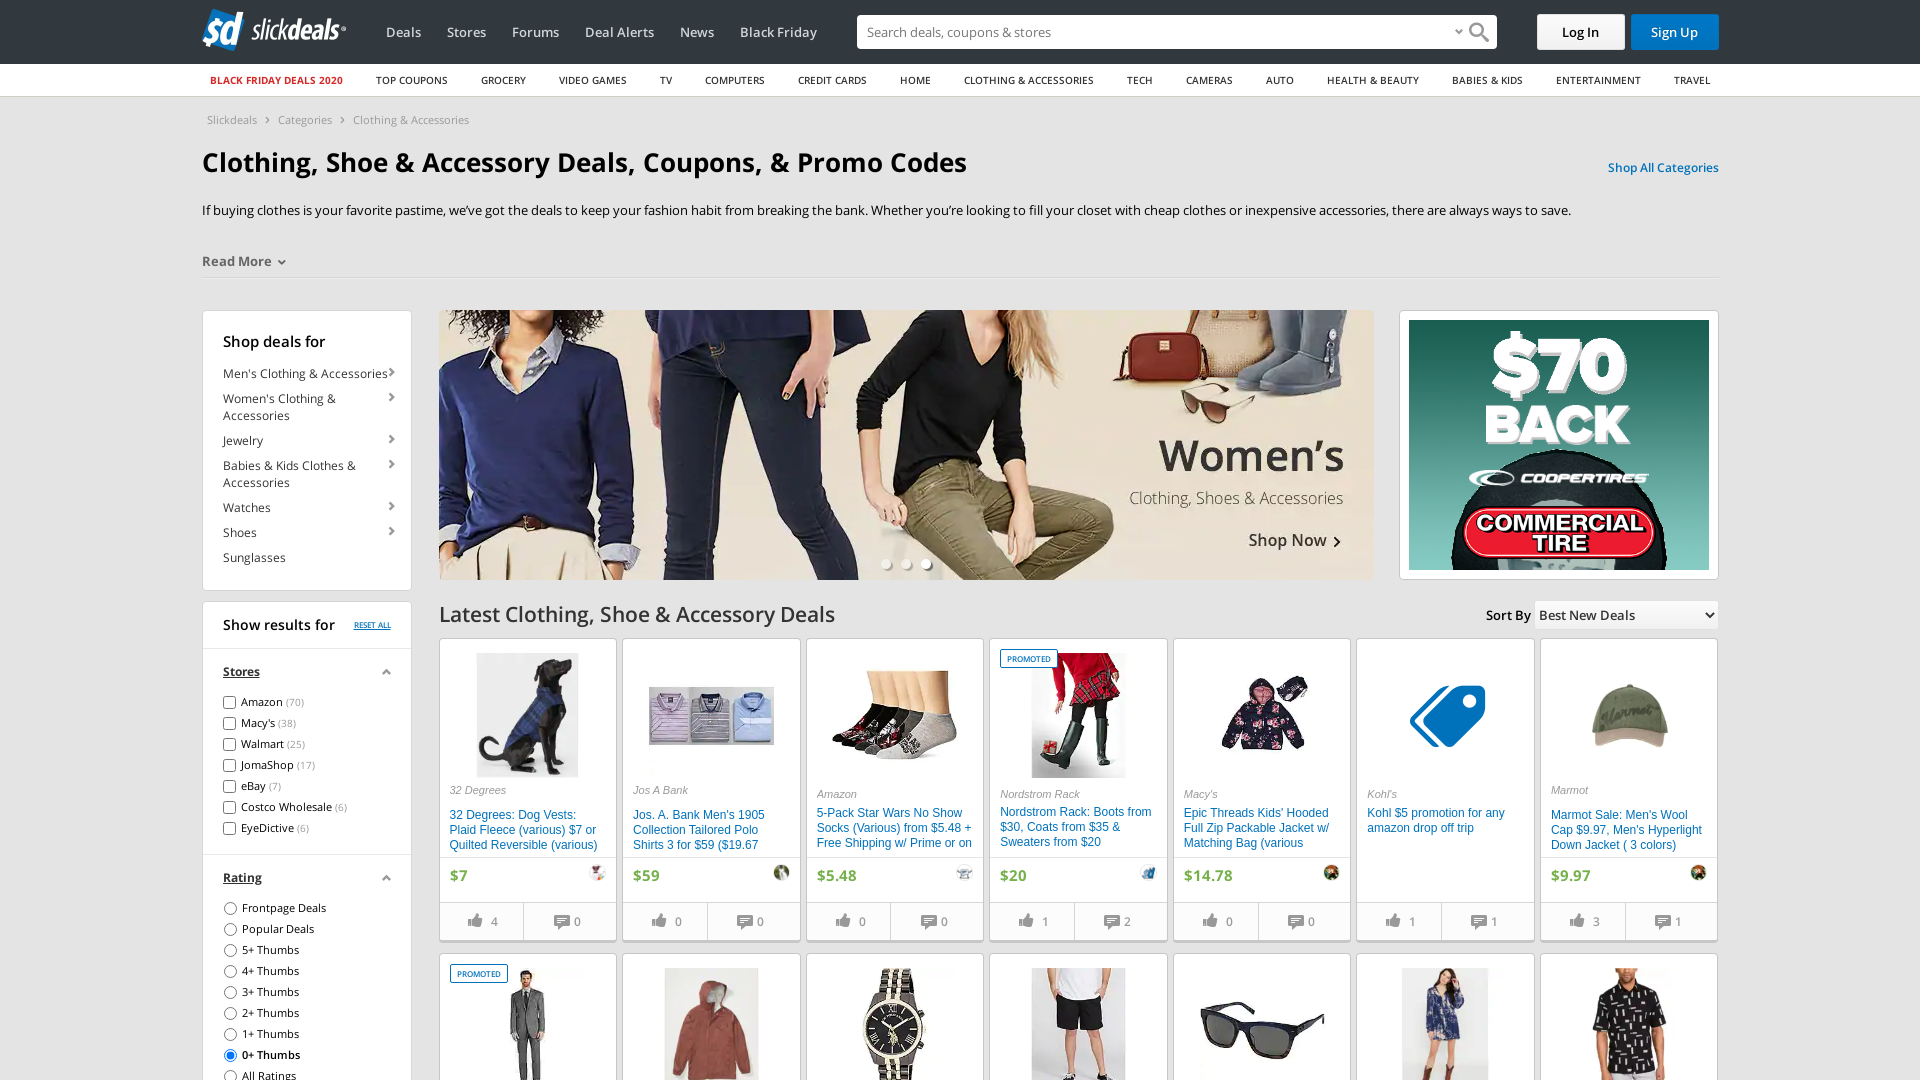 sd slickdeals
Deals
Stores
Forums
Deal Alerts
News
Black Friday
Search deals, coupons & stores
Log In
Sign Up
BLACK FRIDAY DEALS 2020
TOP COUPONS
GROCERY
VIDEO GAMES
TV
COMPUTERS
CREDIT CARDS
HOME
CLOTHING & ACCESSORIES
TECH
CAMERAS
AUTO
HEALTH & BEAUTY
BABIES & KIDS
ENTERTAINMENT
TRAVEL
Slickdeals > Categories > Clothing & Accessories
Clothing, Shoe & Accessory Deals, Coupons, & Promo Codes
Shop All Categories
If buying clothes is your favorite pastime, we’ve got the deals to keep your fashion habit from breaking the bank. Whether you’re looking to fill your closet with cheap clothes or inexpensive accessories, there are always ways to save.
Read More
Shop deals for
Men's Clothing & Accessories
Women's Clothing &
Accessories
Jewelry
Babies & Kids Clothes &
Accessories
Watches
Shoes
Sunglasses
Women’s
Clothing, Shoes & Accessories
Shop Now
$70
BACK
COOPERTIRES
COMMERCIAL
TIRE
Show results for
RESET ALL
Stores
Amazon (70)
Macy's (38)
Walmart (25)
JomaShop (17)
eBay (7)
Costco Wholesale (6)
EyeDictive (6)
Rating
Frontpage Deals
Popular Deals
5+ Thumbs
4+ Thumbs
3+ Thumbs
2+ Thumbs
1+ Thumbs
0+ Thumbs
All Ratings
Latest Clothing, Shoe & Accessory Deals
Sort By
Best New Deals
32 Degrees
32 Degrees: Dog Vests:
Plaid Fleece (various) $7 or
Quilted Reversible (various)
$7
4
0
Jos A Bank
Jos. A. Bank Men's 1905
Collection Tailored Polo
Shirts 3 for $59 ($19.67
$59
0
0
Amazon
5-Pack Star Wars No Show
Socks (Various) from $5.48 +
Free Shipping w/ Prime or on
$5.48
0
0
PROMOTED
Nordstrom Rack
Nordstrom Rack: Boots from
$30, Coats from $35 &
Sweaters from $20
$20
1
2
Macy's
Epic Threads Kids' Hooded
Full Zip Packable Jacket w/
Matching Bag (various
$14.78
0
0
Kohl's
Kohl $5 promotion for any
amazon drop off trip
1
1
Marmot
Marmot Sale: Men's Wool
Cap $9.97, Men's Hyperlight
Down Jacket ( 3 colors)
$9.97
3
1
PROMOTED